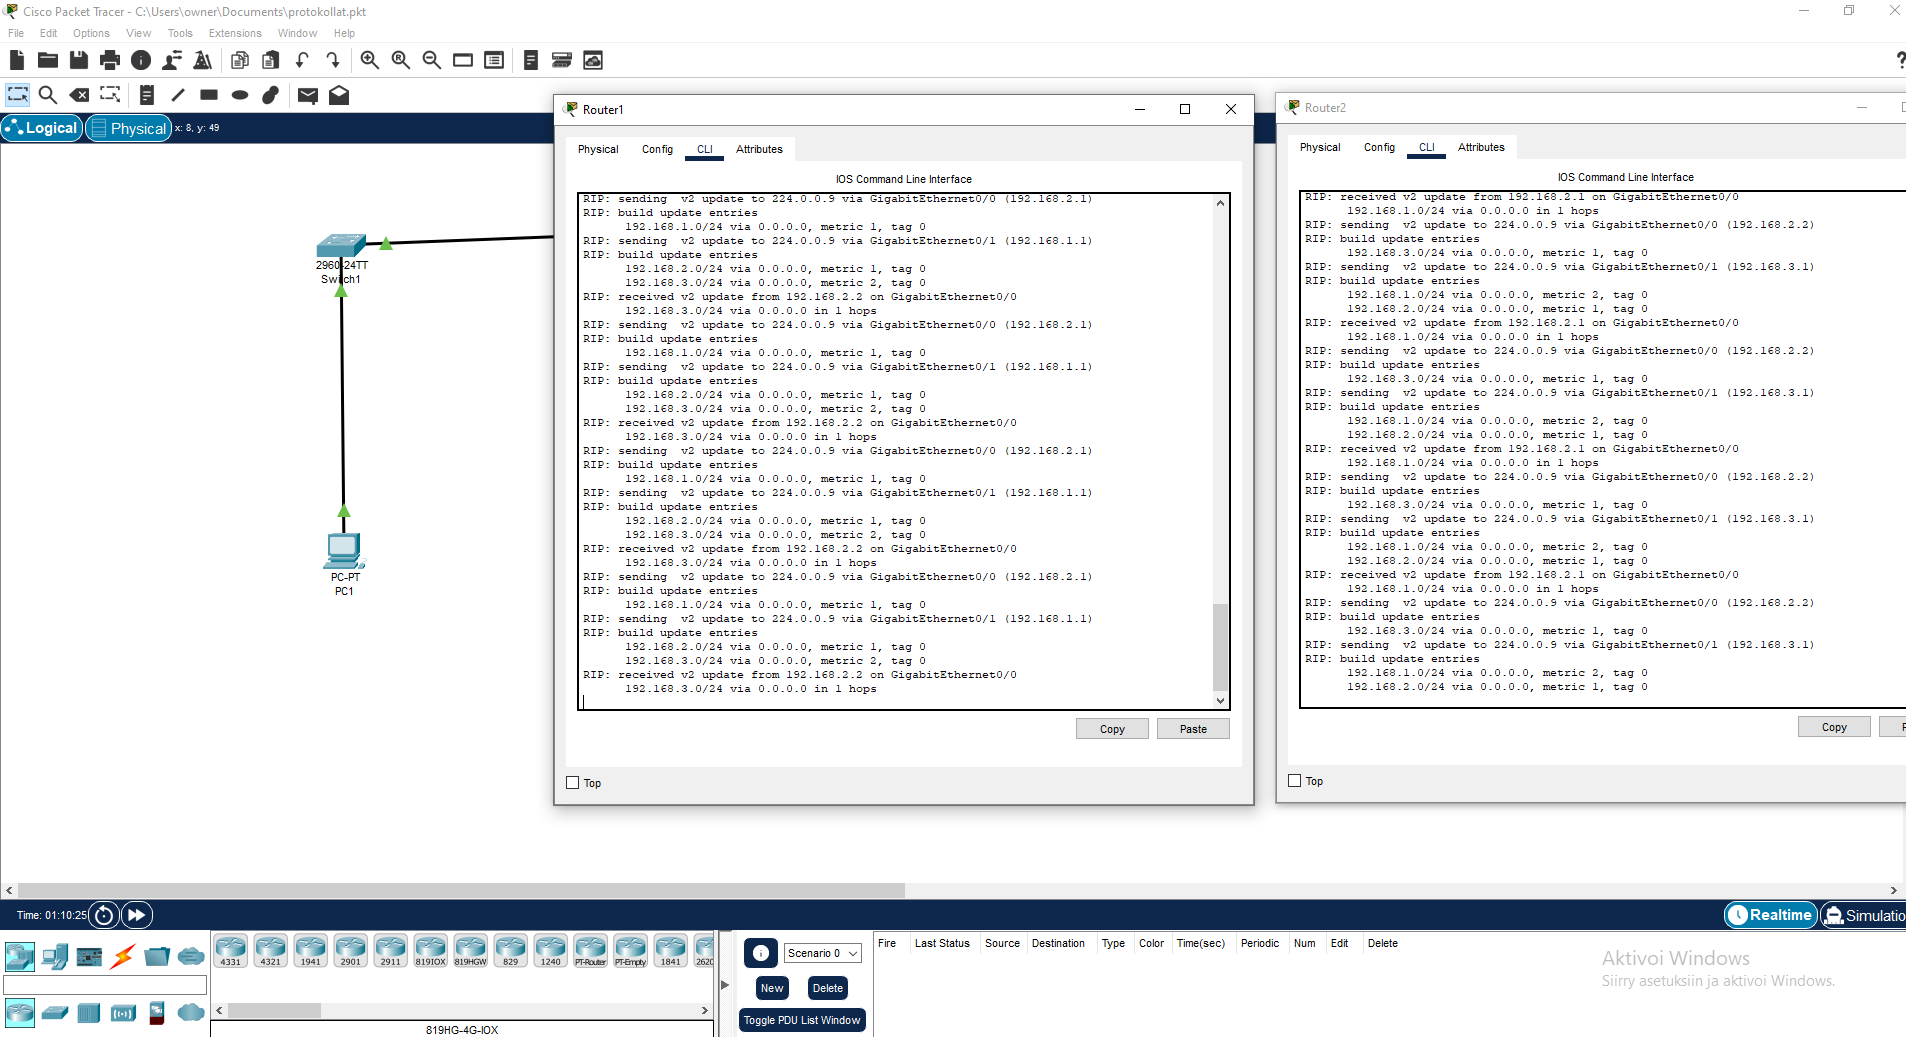 Cisco Packet Tracer - C:\Users\owner\Documents\protokollat.pkt
File Edit Options View Tools Extensions Window Help
Logical Physical x: 8, y: 49
2960-24TT
Switch1
PC-PT
PC1
Router1
Physical Config CLI Attributes
IOS Command Line Interface
RIP: sending  v2 update to 224.0.0.9 via GigabitEthernet0/0 (192.168.2.1)
RIP: build update entries
192.168.1.0/24 via 0.0.0.0, metric 1, tag 0
RIP: sending  v2 update to 224.0.0.9 via GigabitEthernet0/1 (192.168.1.1)
RIP: build update entries
192.168.2.0/24 via 0.0.0.0, metric 1, tag 0
192.168.3.0/24 via 0.0.0.0, metric 2, tag 0
RIP: received v2 update from 192.168.2.2 on GigabitEthernet0/0
192.168.3.0/24 via 0.0.0.0 in 1 hops
RIP: sending  v2 update to 224.0.0.9 via GigabitEthernet0/0 (192.168.2.1)
RIP: build update entries
192.168.1.0/24 via 0.0.0.0, metric 1, tag 0
RIP: sending  v2 update to 224.0.0.9 via GigabitEthernet0/1 (192.168.1.1)
RIP: build update entries
192.168.2.0/24 via 0.0.0.0, metric 1, tag 0
192.168.3.0/24 via 0.0.0.0, metric 2, tag 0
RIP: received v2 update from 192.168.2.2 on GigabitEthernet0/0
192.168.3.0/24 via 0.0.0.0 in 1 hops
RIP: sending  v2 update to 224.0.0.9 via GigabitEthernet0/0 (192.168.2.1)
RIP: build update entries
192.168.1.0/24 via 0.0.0.0, metric 1, tag 0
RIP: sending  v2 update to 224.0.0.9 via GigabitEthernet0/1 (192.168.1.1)
RIP: build update entries
192.168.2.0/24 via 0.0.0.0, metric 1, tag 0
192.168.3.0/24 via 0.0.0.0, metric 2, tag 0
RIP: received v2 update from 192.168.2.2 on GigabitEthernet0/0
192.168.3.0/24 via 0.0.0.0 in 1 hops
RIP: sending  v2 update to 224.0.0.9 via GigabitEthernet0/0 (192.168.2.1)
RIP: build update entries
192.168.1.0/24 via 0.0.0.0, metric 1, tag 0
RIP: sending  v2 update to 224.0.0.9 via GigabitEthernet0/1 (192.168.1.1)
RIP: build update entries
192.168.2.0/24 via 0.0.0.0, metric 1, tag 0
192.168.3.0/24 via 0.0.0.0, metric 2, tag 0
RIP: received v2 update from 192.168.2.2 on GigabitEthernet0/0
192.168.3.0/24 via 0.0.0.0 in 1 hops
Copy Paste
Top
Router2
Physical Config CLI Attributes
IOS Command Line Interface
RIP: received v2 update from 192.168.2.1 on GigabitEthernet0/0
192.168.1.0/24 via 0.0.0.0 in 1 hops
RIP: sending  v2 update to 224.0.0.9 via GigabitEthernet0/0 (192.168.2.2)
RIP: build update entries
192.168.3.0/24 via 0.0.0.0, metric 1, tag 0
RIP: sending  v2 update to 224.0.0.9 via GigabitEthernet0/1 (192.168.3.1)
RIP: build update entries
192.168.1.0/24 via 0.0.0.0, metric 2, tag 0
192.168.2.0/24 via 0.0.0.0, metric 1, tag 0
RIP: received v2 update from 192.168.2.1 on GigabitEthernet0/0
192.168.1.0/24 via 0.0.0.0 in 1 hops
RIP: sending  v2 update to 224.0.0.9 via GigabitEthernet0/0 (192.168.2.2)
RIP: build update entries
192.168.3.0/24 via 0.0.0.0, metric 1, tag 0
RIP: sending  v2 update to 224.0.0.9 via GigabitEthernet0/1 (192.168.3.1)
RIP: build update entries
192.168.1.0/24 via 0.0.0.0, metric 2, tag 0
192.168.2.0/24 via 0.0.0.0, metric 1, tag 0
RIP: received v2 update from 192.168.2.1 on GigabitEthernet0/0
192.168.1.0/24 via 0.0.0.0 in 1 hops
RIP: sending  v2 update to 224.0.0.9 via GigabitEthernet0/0 (192.168.2.2)
RIP: build update entries
192.168.3.0/24 via 0.0.0.0, metric 1, tag 0
RIP: sending  v2 update to 224.0.0.9 via GigabitEthernet0/1 (192.168.3.1)
RIP: build update entries
192.168.1.0/24 via 0.0.0.0, metric 2, tag 0
192.168.2.0/24 via 0.0.0.0, metric 1, tag 0
RIP: received v2 update from 192.168.2.1 on GigabitEthernet0/0
192.168.1.0/24 via 0.0.0.0 in 1 hops
RIP: sending  v2 update to 224.0.0.9 via GigabitEthernet0/0 (192.168.2.2)
RIP: build update entries
192.168.3.0/24 via 0.0.0.0, metric 1, tag 0
RIP: sending  v2 update to 224.0.0.9 via GigabitEthernet0/1 (192.168.3.1)
RIP: build update entries
192.168.1.0/24 via 0.0.0.0, metric 2, tag 0
192.168.2.0/24 via 0.0.0.0, metric 1, tag 0
Copy
Top
Time: 01:10:25 Realtime Simulatio
4331 4321 1941 2901 2911 819IOX 819HGW 829 1240 PT-Router PT-Empty 1841 2620
819HG-4G-IOX
Scenario 0
New Delete
Toggle PDU List Window
Fire Last Status Source Destination Type Color Time(sec) Periodic Num Edit Delete
Aktivoi Windows
Siirry asetuksiin ja aktivoi Windows.